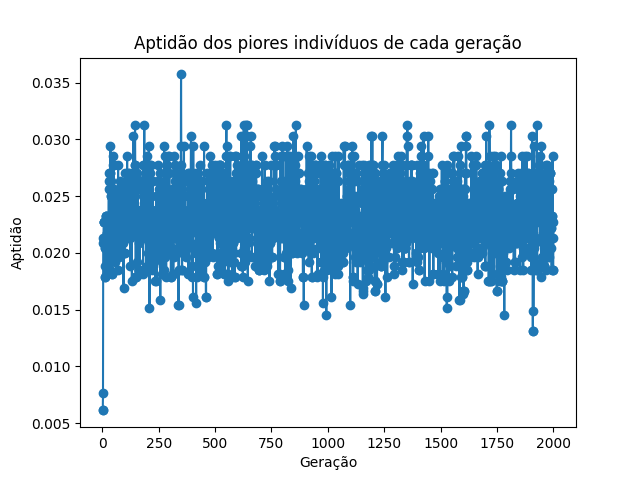 Aptidão dos piores indivíduos de cada geração
0.035
0.030
0.025
0.020
0.015
0.010
0.005
Aptidão
0 250 500 750 1000 1250 1500 1750 2000
Geração